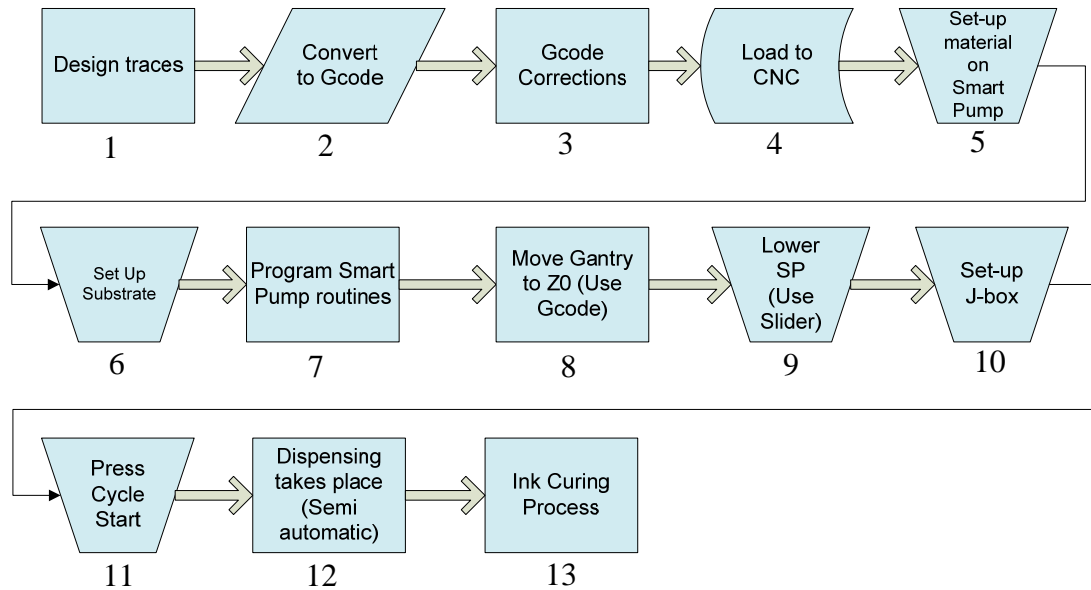 Design traces
1
Convert
to Gcode
2
Gcode
Corrections
3
Load to
CNC
4
Set-up
material
on
Smart
Pump
5
Set Up
Substrate
6
Program Smart
Pump routines
7
Move Gantry
to Z0 (Use
Gcode)
8
Lower
SP
(Use
Slider)
9
Set-up
J-box
10
Press
Cycle
Start
11
Dispensing
takes place
(Semi
automatic)
12
Ink Curing
Process
13